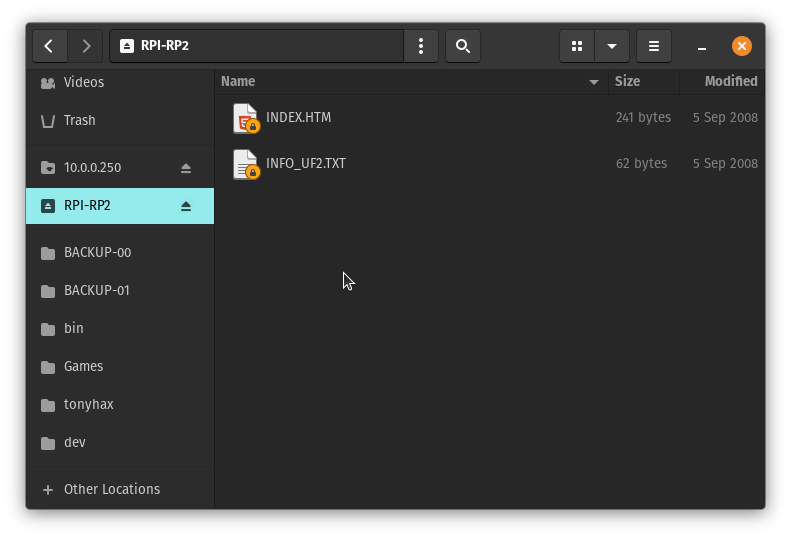 RPI-RP2
Videos
Trash
10.0.0.250
RPI-RP2
BACKUP-00
BACKUP-01
bin
Games
tonyhax
dev
Other Locations
Name Size Modified
INDEX.HTM 241 bytes 5 Sep 2008
INFO_UF2.TXT 62 bytes 5 Sep 2008